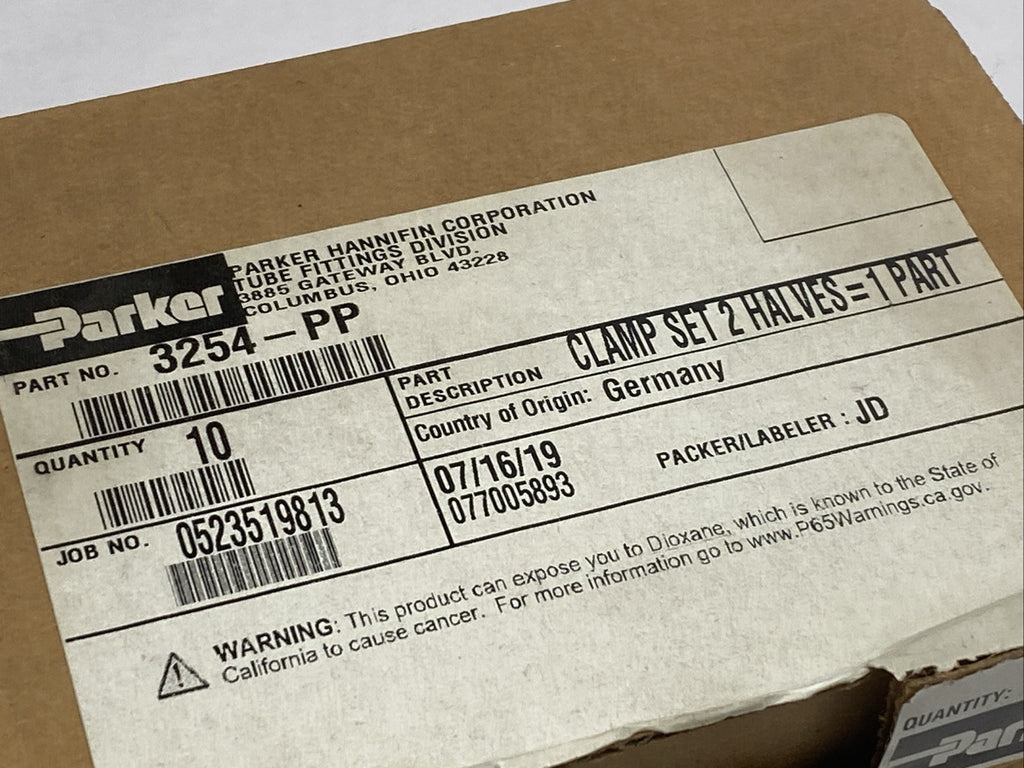 Parker
PARKER HANNIFIN CORPORATION
TUBE FITTINGS DIVISION
3885 GATEWAY BLVD.
COLUMBUS, OHIO 43228
PART NO. 3254-PP
PART DESCRIPTION CLAMP SET 2 HALVES=1 PART
Country of Origin: Germany
QUANTITY 10
07/16/19
077005893
PACKER/LABELER : JD
JOB NO. 0523519813
WARNING: This product can expose you to Dioxane, which is known to the State of
California to cause cancer. For more information go to www.P65Warnings.ca.gov.
QUANTITY: